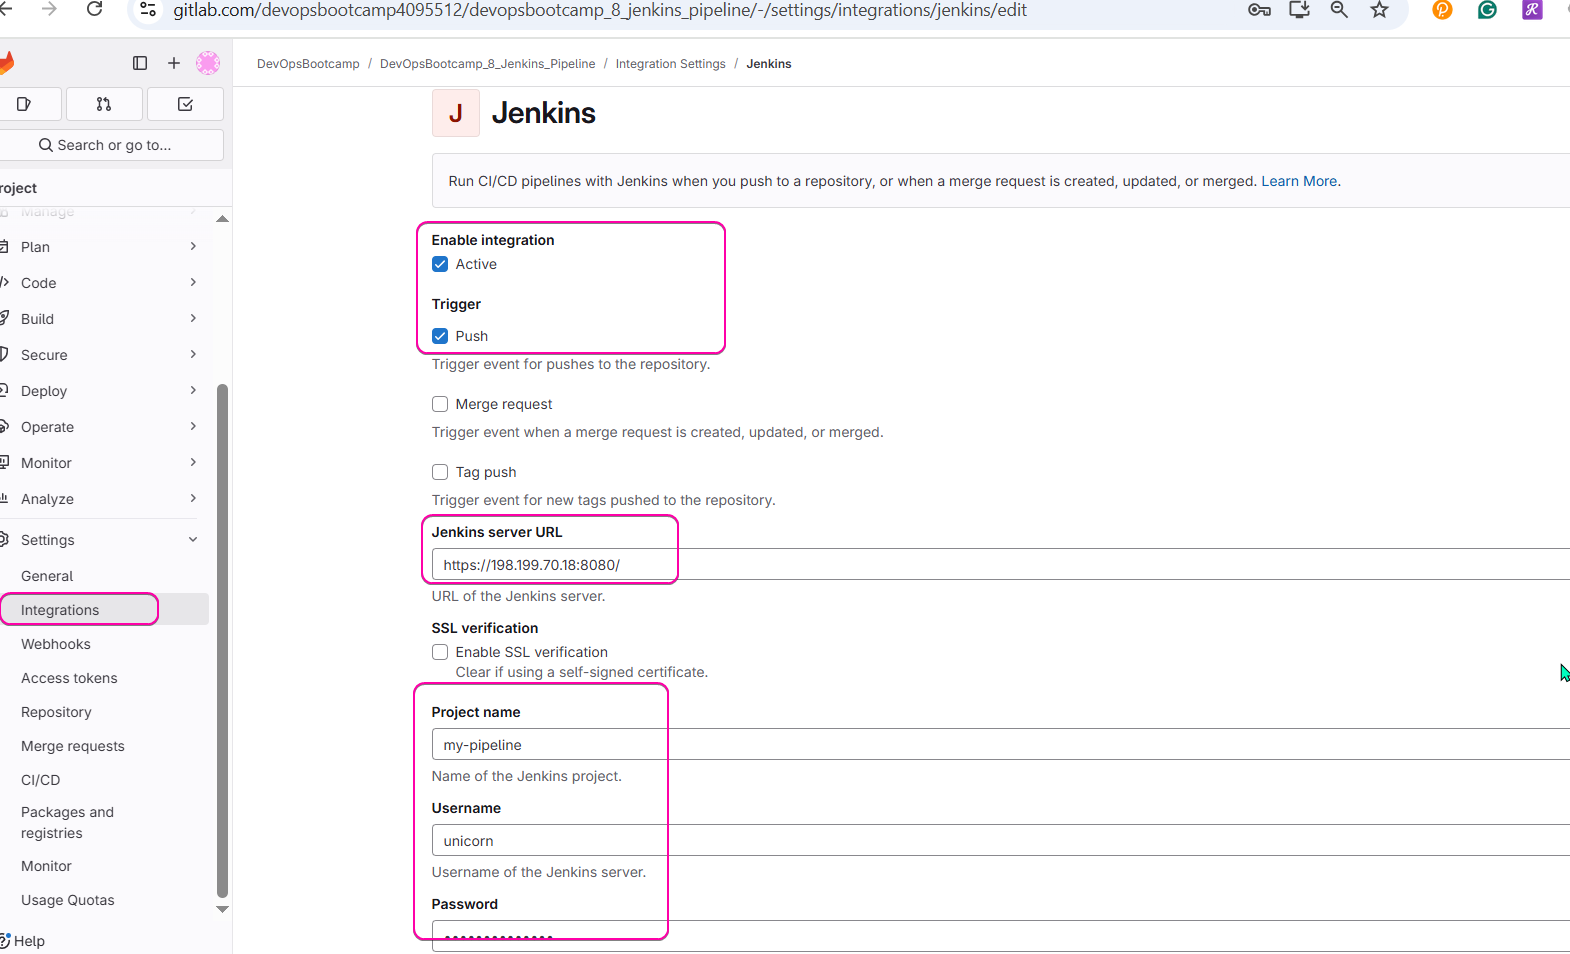 gitlab.com/devopsbootcamp4095512/devopsbootcamp_8_jenkins_pipeline/-/settings/integrations/jenkins/edit
DevOpsBootcamp / DevOpsBootcamp_8_Jenkins_Pipeline / Integration Settings / Jenkins
Search or go to...
roject
Manage
Plan
Code
Build
Secure
Deploy
Operate
Monitor
Analyze
Settings
General
Integrations
Webhooks
Access tokens
Repository
Merge requests
CI/CD
Packages and
registries
Monitor
Usage Quotas
Help
J Jenkins
Run CI/CD pipelines with Jenkins when you push to a repository, or when a merge request is created, updated, or merged. Learn More.
Enable integration
Active
Trigger
Push
Trigger event for pushes to the repository.
Merge request
Trigger event when a merge request is created, updated, or merged.
Tag push
Trigger event for new tags pushed to the repository.
Jenkins server URL
https://198.199.70.18:8080/
URL of the Jenkins server.
SSL verification
Enable SSL verification
Clear if using a self-signed certificate.
Project name
my-pipeline
Name of the Jenkins project.
Username
unicorn
Username of the Jenkins server.
Password